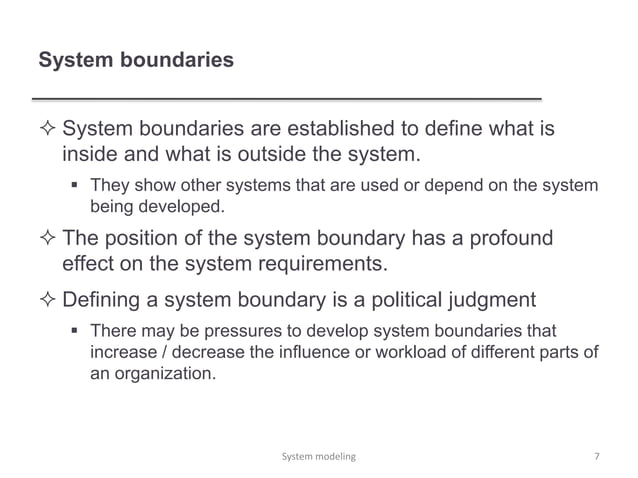 System boundaries
✧ System boundaries are established to define what is
inside and what is outside the system.
▪ They show other systems that are used or depend on the system
being developed.
✧ The position of the system boundary has a profound
effect on the system requirements.
✧ Defining a system boundary is a political judgment
▪ There may be pressures to develop system boundaries that
increase / decrease the influence or workload of different parts of
an organization.
System modeling 7